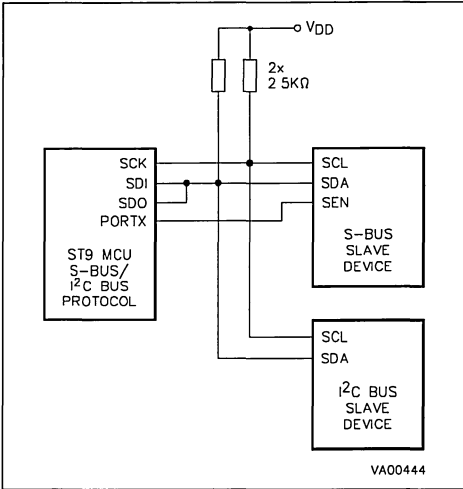 VDD
2x
2 5KΩ
SCK
SDI
SDO
PORTX
ST9 MCU
S-BUS/
I²C BUS
PROTOCOL
SCL
SDA
SEN
S-BUS
SLAVE
DEVICE
SCL
SDA
I²C BUS
SLAVE
DEVICE
VA00444